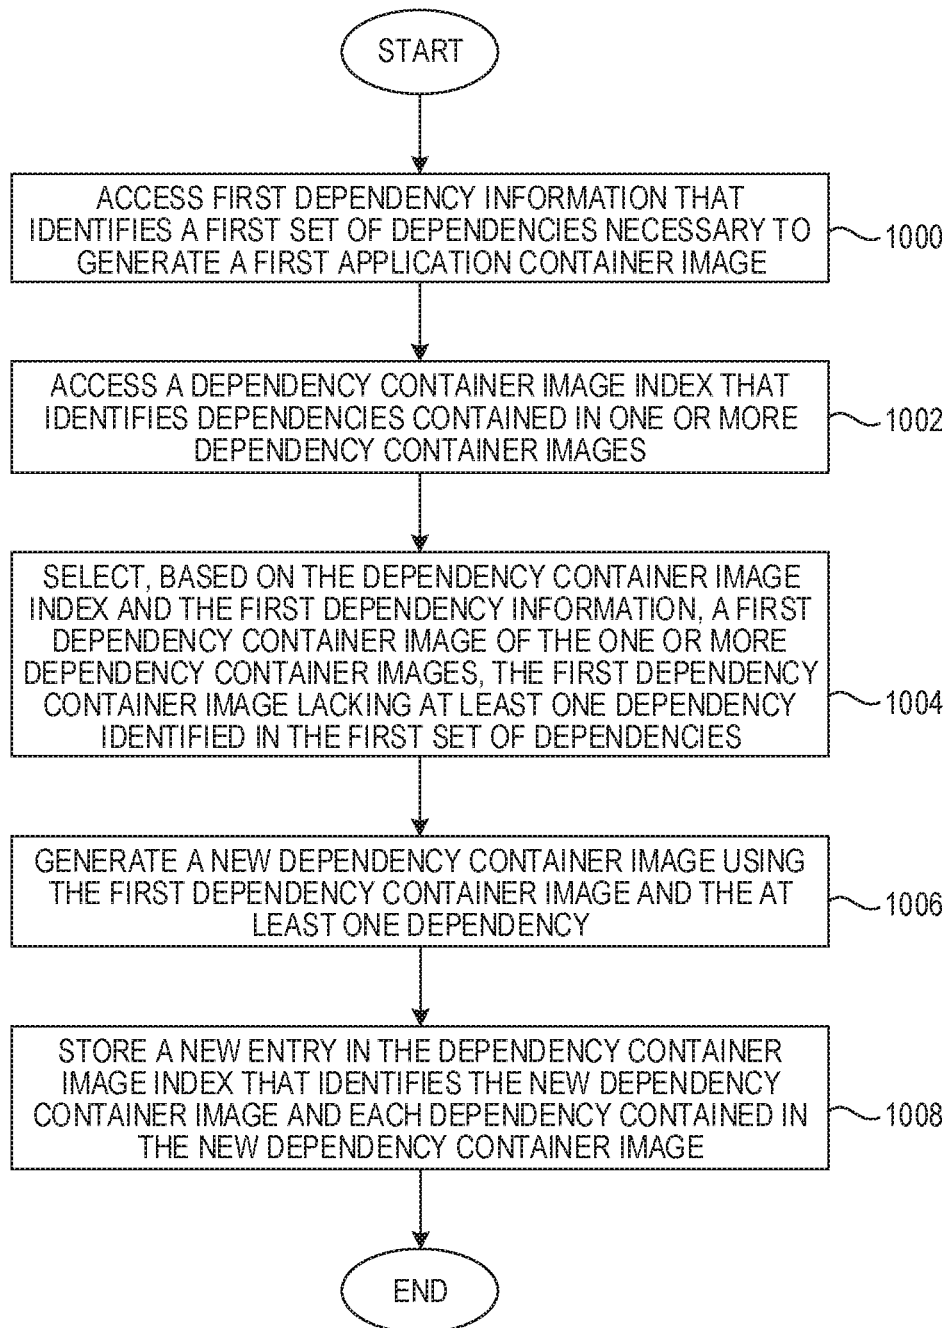 START
ACCESS FIRST DEPENDENCY INFORMATION THAT
IDENTIFIES A FIRST SET OF DEPENDENCIES NECESSARY TO
GENERATE A FIRST APPLICATION CONTAINER IMAGE
1000
ACCESS A DEPENDENCY CONTAINER IMAGE INDEX THAT
IDENTIFIES DEPENDENCIES CONTAINED IN ONE OR MORE
DEPENDENCY CONTAINER IMAGES
1002
SELECT, BASED ON THE DEPENDENCY CONTAINER IMAGE
INDEX AND THE FIRST DEPENDENCY INFORMATION, A FIRST
DEPENDENCY CONTAINER IMAGE OF THE ONE OR MORE
DEPENDENCY CONTAINER IMAGES, THE FIRST DEPENDENCY
CONTAINER IMAGE LACKING AT LEAST ONE DEPENDENCY
IDENTIFIED IN THE FIRST SET OF DEPENDENCIES
1004
GENERATE A NEW DEPENDENCY CONTAINER IMAGE USING
THE FIRST DEPENDENCY CONTAINER IMAGE AND THE AT
LEAST ONE DEPENDENCY
1006
STORE A NEW ENTRY IN THE DEPENDENCY CONTAINER
IMAGE INDEX THAT IDENTIFIES THE NEW DEPENDENCY
CONTAINER IMAGE AND EACH DEPENDENCY CONTAINED IN
THE NEW DEPENDENCY CONTAINER IMAGE
1008
END